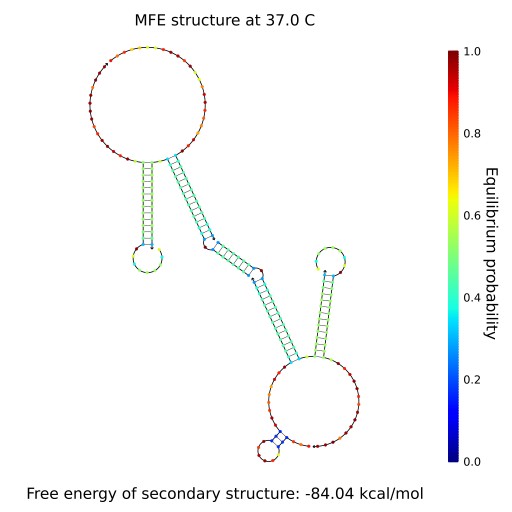 MFE structure at 37.0 C
1.0
0.8
0.6
0.4
0.2
0.0
Equilibrium probability
Free energy of secondary structure: -84.04 kcal/mol